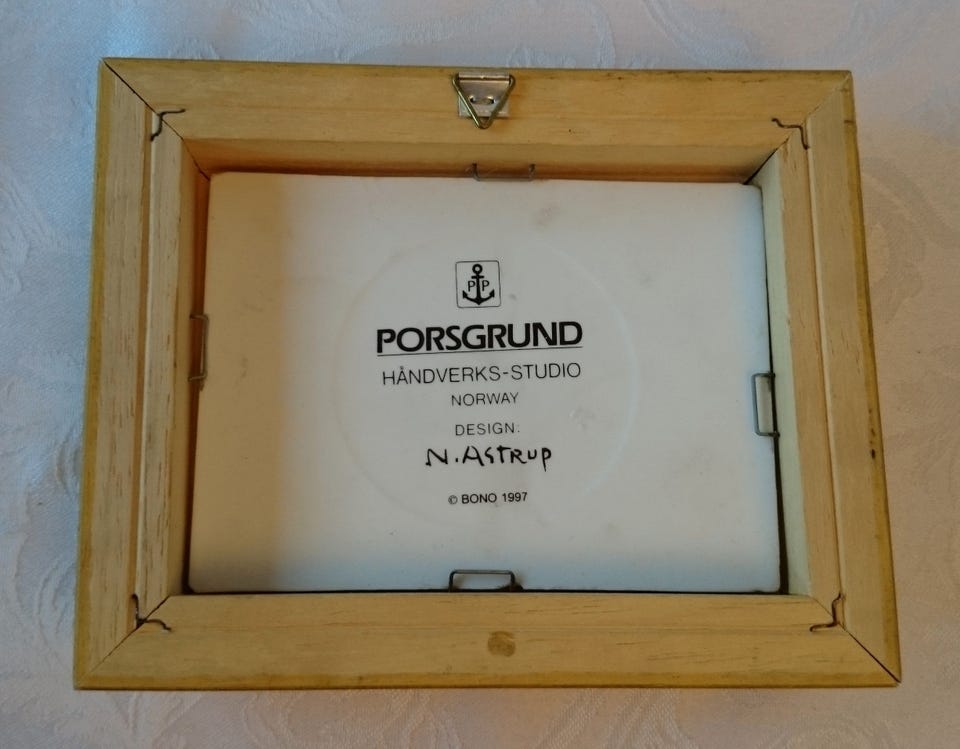 P P
PORSGRUND
HÅNDVERKS-STUDIO
NORWAY
DESIGN:
N. ASTRUP
© BONO 1997